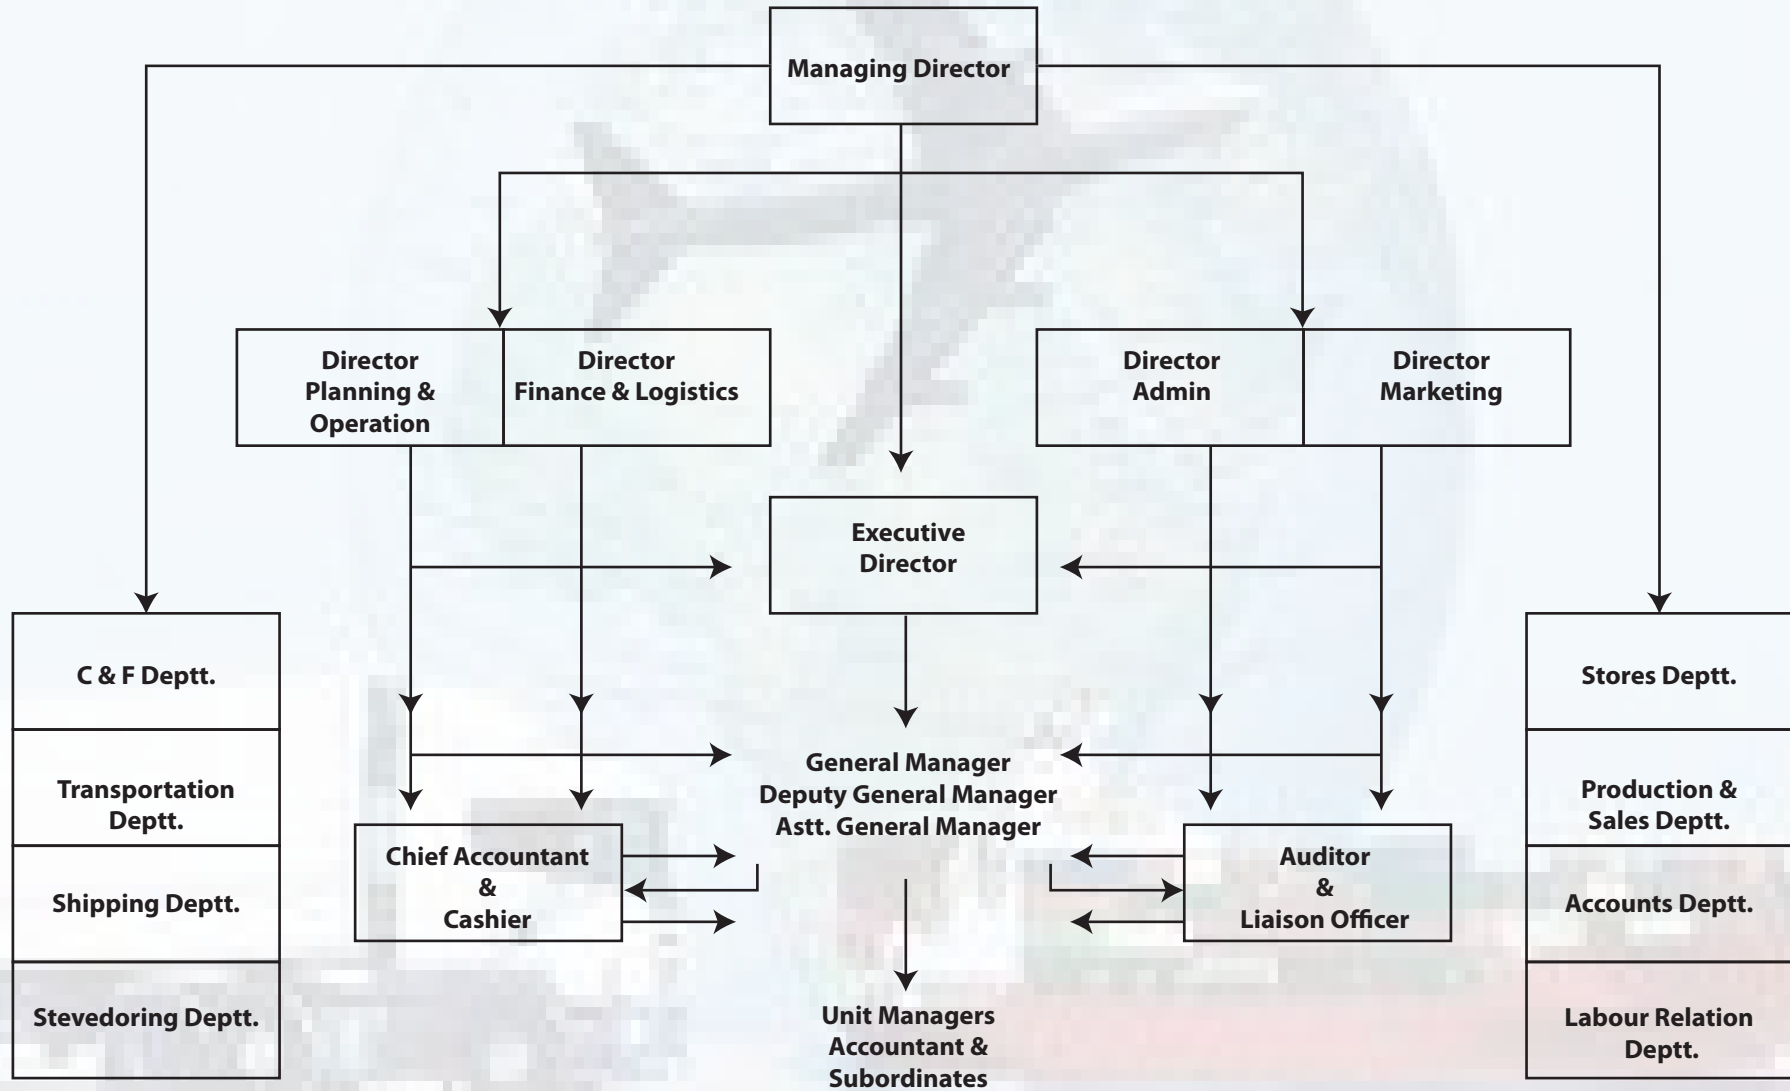 Managing Director
Director
Planning &
Operation
Director
Finance & Logistics
Director
Admin
Director
Marketing
Executive
Director
C & F Deptt.
Transportation
Deptt.
Shipping Deptt.
Stevedoring Deptt.
General Manager
Deputy General Manager
Astt. General Manager
Chief Accountant
&
Cashier
Auditor
&
Liaison Officer
Unit Managers
Accountant &
Subordinates
Stores Deptt.
Production &
Sales Deptt.
Accounts Deptt.
Labour Relation
Deptt.